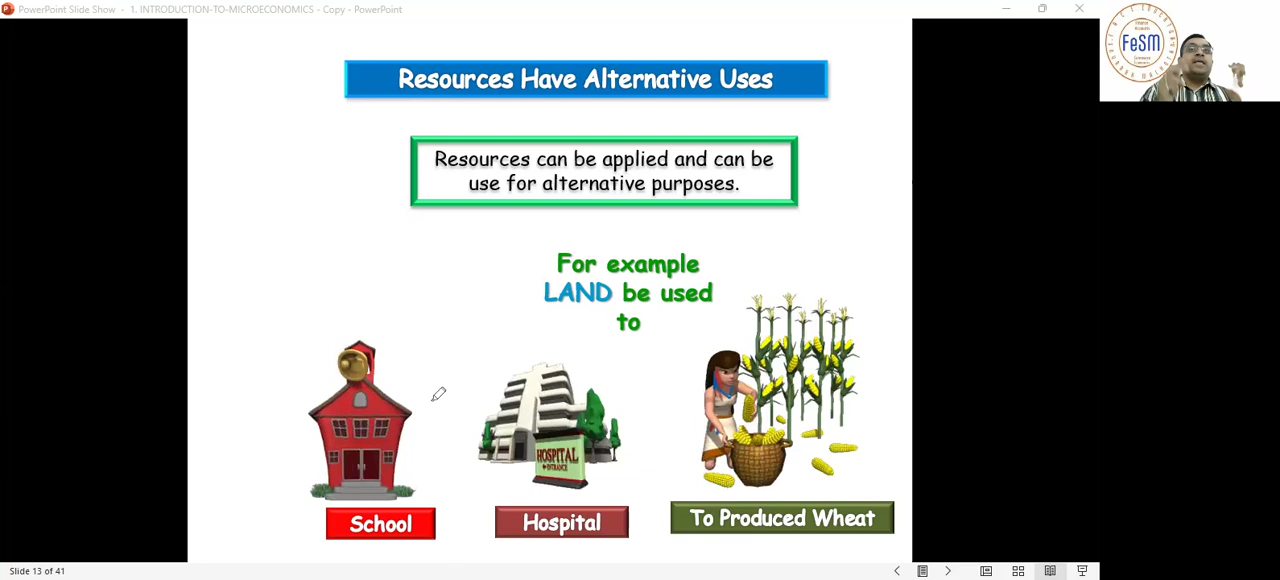 PowerPoint Slide Show - 1. INTRODUCTION-TO-MICROECONOMICS - Copy - PowerPoint
FeSM
Resources Have Alternative Uses
Resources can be applied and can be
use for alternative purposes.
For example
LAND be used
to
HOSPITAL
ENTRANCE
School
Hospital
To Produced Wheat
Slide 13 of 41